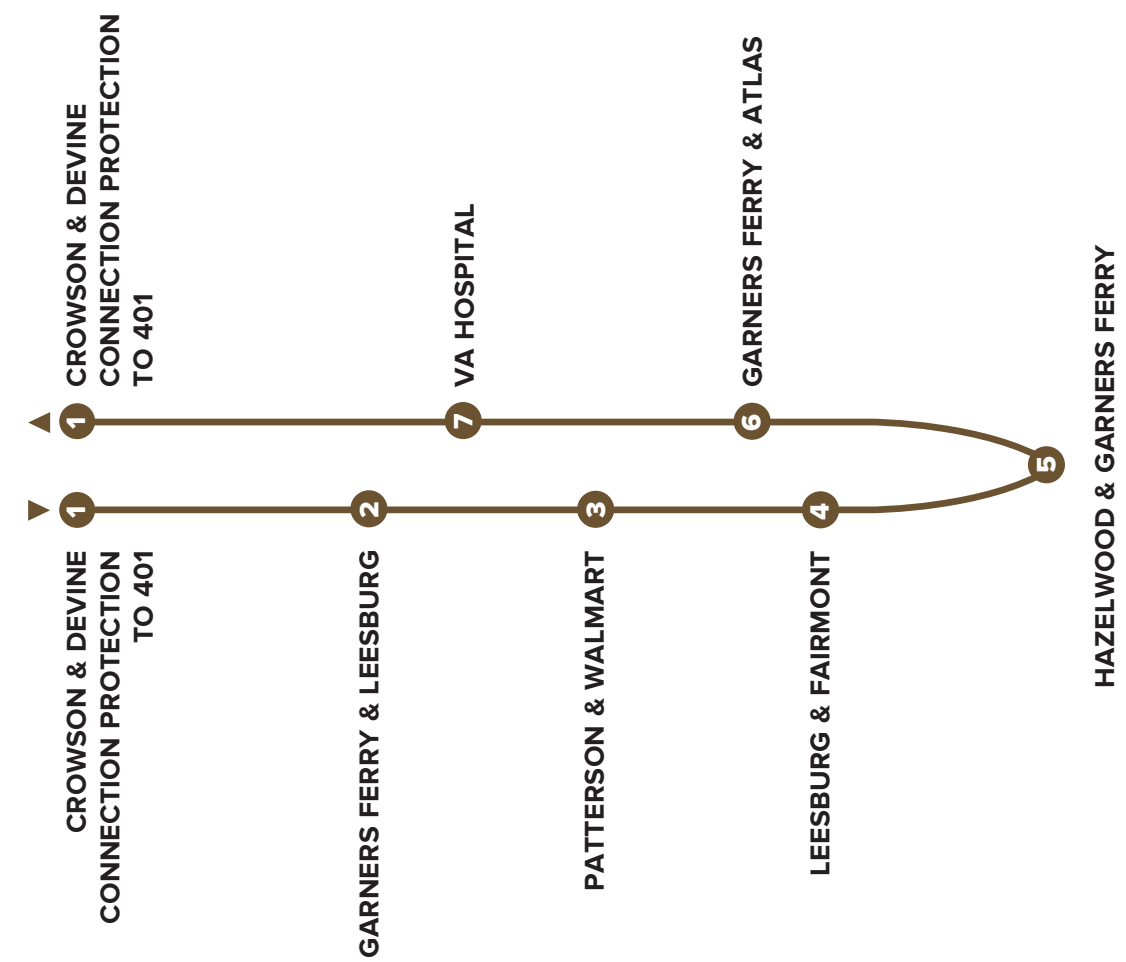 CROWSON & DEVINE
CONNECTION PROTECTION
TO 401
1
2
GARNERS FERRY & LEESBURG
3
PATTERSON & WALMART
4
LEESBURG & FAIRMONT
5
HAZELWOOD & GARNERS FERRY
6
GARNERS FERRY & ATLAS
7
VA HOSPITAL
1
CROWSON & DEVINE
CONNECTION PROTECTION
TO 401